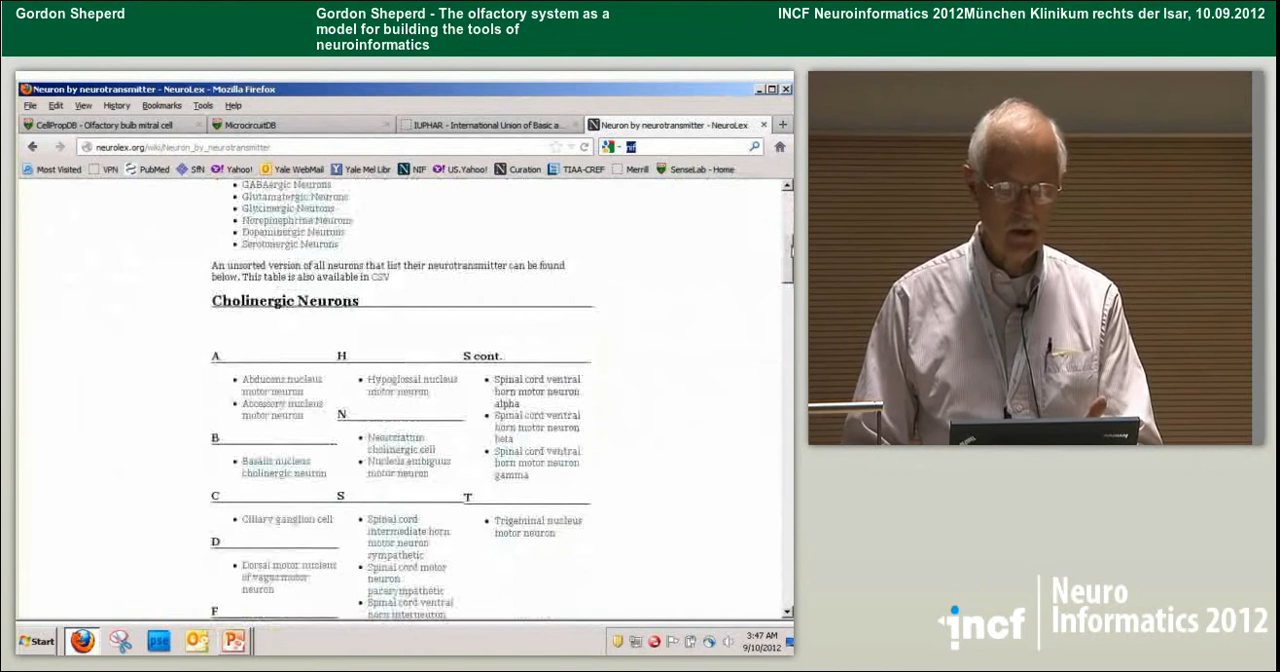 Gordon Sheperd
Gordon Sheperd - The olfactory system as a
model for building the tools of
neuroinformatics
INCF Neuroinformatics 2012München Klinikum rechts der Isar, 10.09.2012
Neuron by neurotransmitter - NeuroLex - Mozilla Firefox
File Edit View History Bookmarks Tools Help
CellPropDB - Olfactory bulb mitral cell
MicrocircuitDB
IUPHAR - International Union of Basic a...
Neuron by neurotransmitter - NeuroLex
neurolex.org/wiki/Neuron_by_neurotransmitter
nif
Most Visited VPN PubMed SfN Yahoo! Yale WebMail Yale Mel Libr NIF US.Yahoo! Curation TIAA-CREF Merrill SenseLab - Home
GABAergic Neurons
Glutamatergic Neurons
Glycinergic Neurons
Norepinephrine Neurons
Dopaminergic Neurons
Serotonergic Neurons
An unsorted version of all neurons that list their neurotransmitter can be found
below. This table is also available in CSV
Cholinergic Neurons
A
Abducens nucleus
motor neuron
Accessory nucleus
motor neuron
B
Basalis nucleus
cholinergic neuron
C
Ciliary ganglion cell
D
Dorsal motor nucleus
of vagus motor
neuron
F
H
Hypoglossal nucleus
motor neuron
N
Neostriatum
cholinergic cell
Nucleus ambiguus
motor neuron
S
Spinal cord
intermediate horn
motor neuron
sympathetic
Spinal cord motor
neuron
parasympathetic
Spinal cord ventral
horn interneuron
S cont.
Spinal cord ventral
horn motor neuron
alpha
Spinal cord ventral
horn motor neuron
beta
Spinal cord ventral
horn motor neuron
gamma
T
Trigeminal nucleus
motor neuron
Start
pse
3:47 AM
9/10/2012
lenovo
incf
Neuro
Informatics 2012